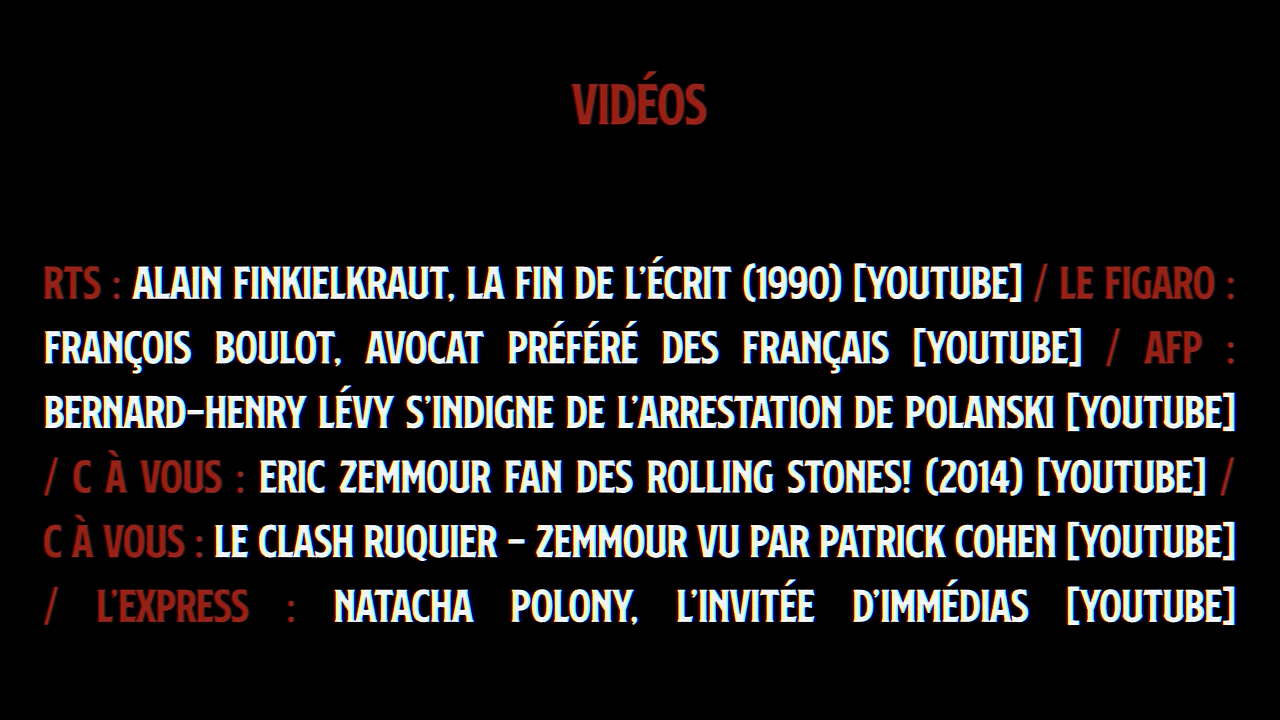 VIDÉOS
RTS : ALAIN FINKIELKRAUT, LA FIN DE L’ÉCRIT (1990) [YOUTUBE] / LE FIGARO :
FRANÇOIS BOULOT, AVOCAT PRÉFÉRÉ DES FRANÇAIS [YOUTUBE] / AFP :
BERNARD-HENRY LÉVY S’INDIGNE DE L’ARRESTATION DE POLANSKI [YOUTUBE]
/ C À VOUS : ERIC ZEMMOUR FAN DES ROLLING STONES! (2014) [YOUTUBE] /
C À VOUS : LE CLASH RUQUIER - ZEMMOUR VU PAR PATRICK COHEN [YOUTUBE]
/ L’EXPRESS : NATACHA POLONY, L’INVITÉE D’IMMÉDIAS [YOUTUBE]